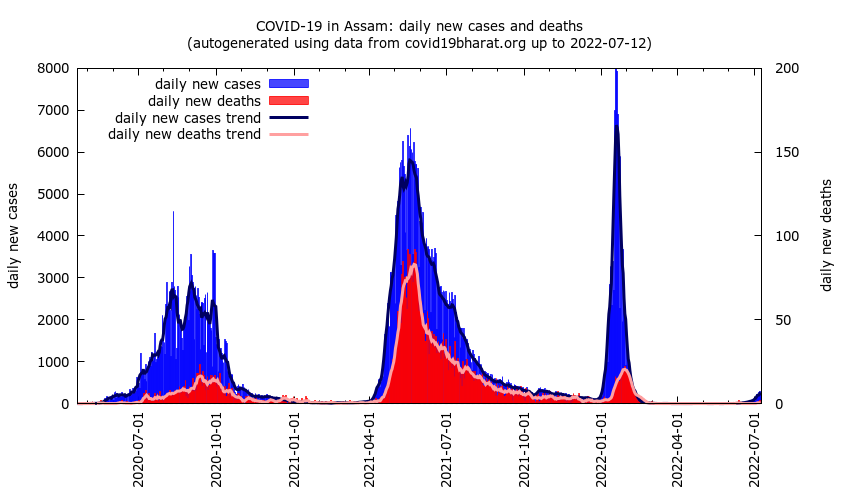 COVID-19 in Assam: daily new cases and deaths
(autogenerated using data from covid19bharat.org up to 2022-07-12)
daily new cases
daily new deaths
daily new cases trend
daily new deaths trend
8000
7000
6000
5000
4000
3000
2000
1000
0
daily new cases
200
150
100
50
0
daily new deaths
2020-07-01
2020-10-01
2021-01-01
2021-04-01
2021-07-01
2021-10-01
2022-01-01
2022-04-01
2022-07-01